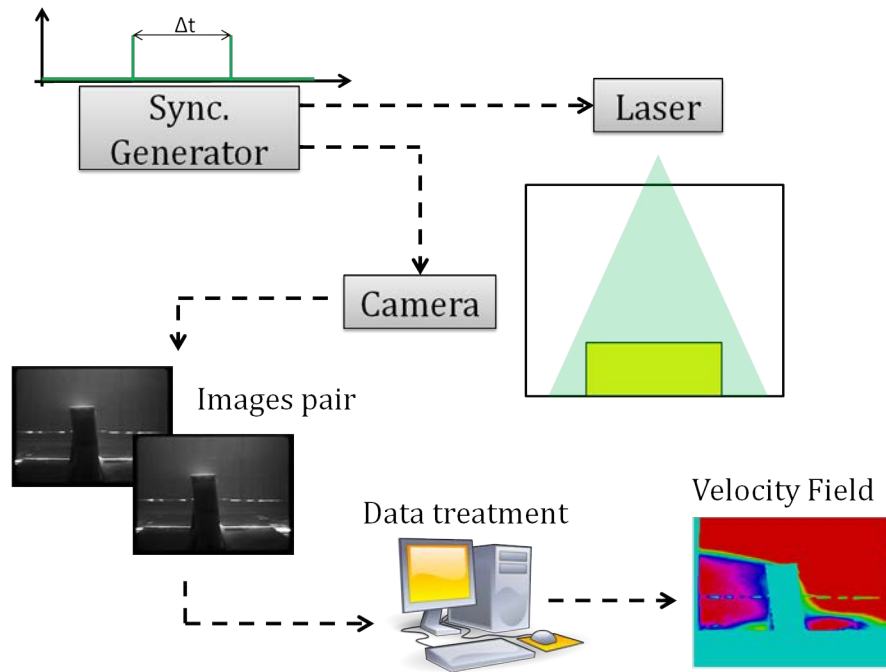 Δt
Sync.
Generator
Laser
Camera
Images pair
Data treatment
Velocity Field